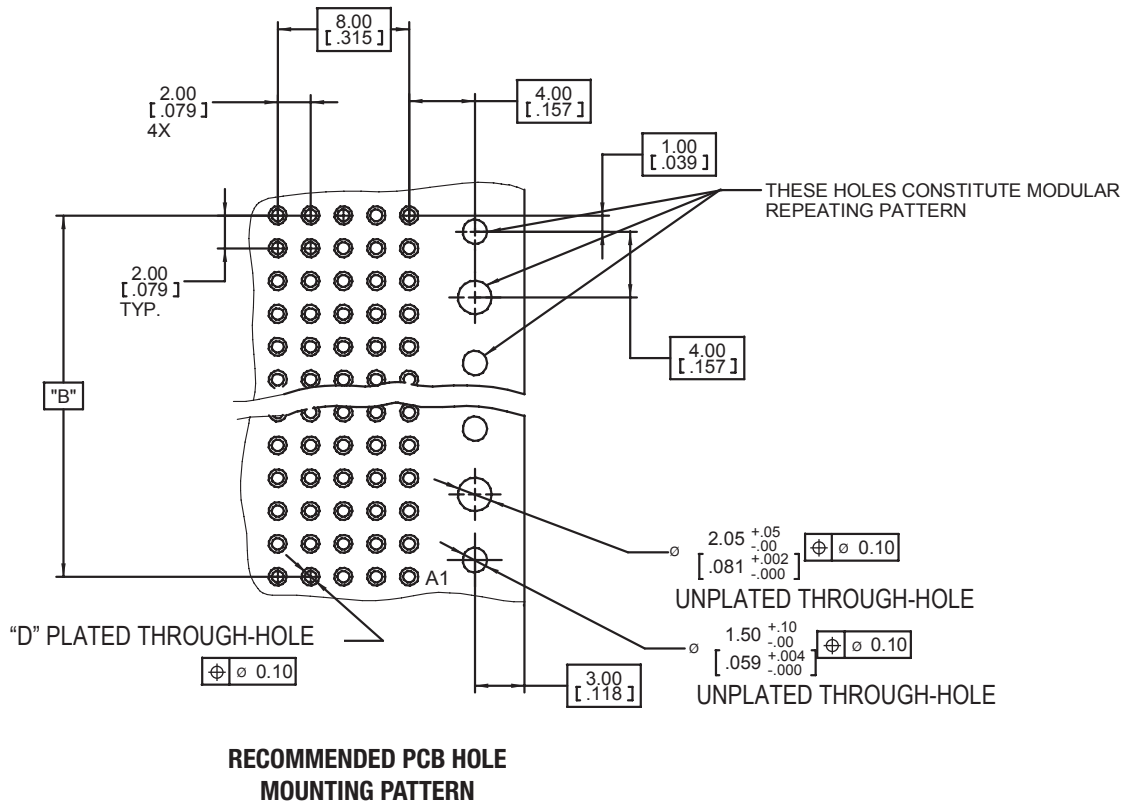 8.00
[ .315 ]
2.00
[ .079 ]
4X
4.00
[ .157 ]
1.00
[ .039 ]
THESE HOLES CONSTITUTE MODULAR
REPEATING PATTERN
2.00
[ .079 ]
TYP.
4.00
[ .157 ]
"B"
A1
ø 2.05 +.05 -.00
[ .081 +.002 -.000 ]
⌖ ø 0.10
UNPLATED THROUGH-HOLE
“D” PLATED THROUGH-HOLE
⌖ ø 0.10
ø 1.50 +.10 -.00
[ .059 +.004 -.000 ]
⌖ ø 0.10
UNPLATED THROUGH-HOLE
3.00
[ .118 ]
RECOMMENDED PCB HOLE
MOUNTING PATTERN